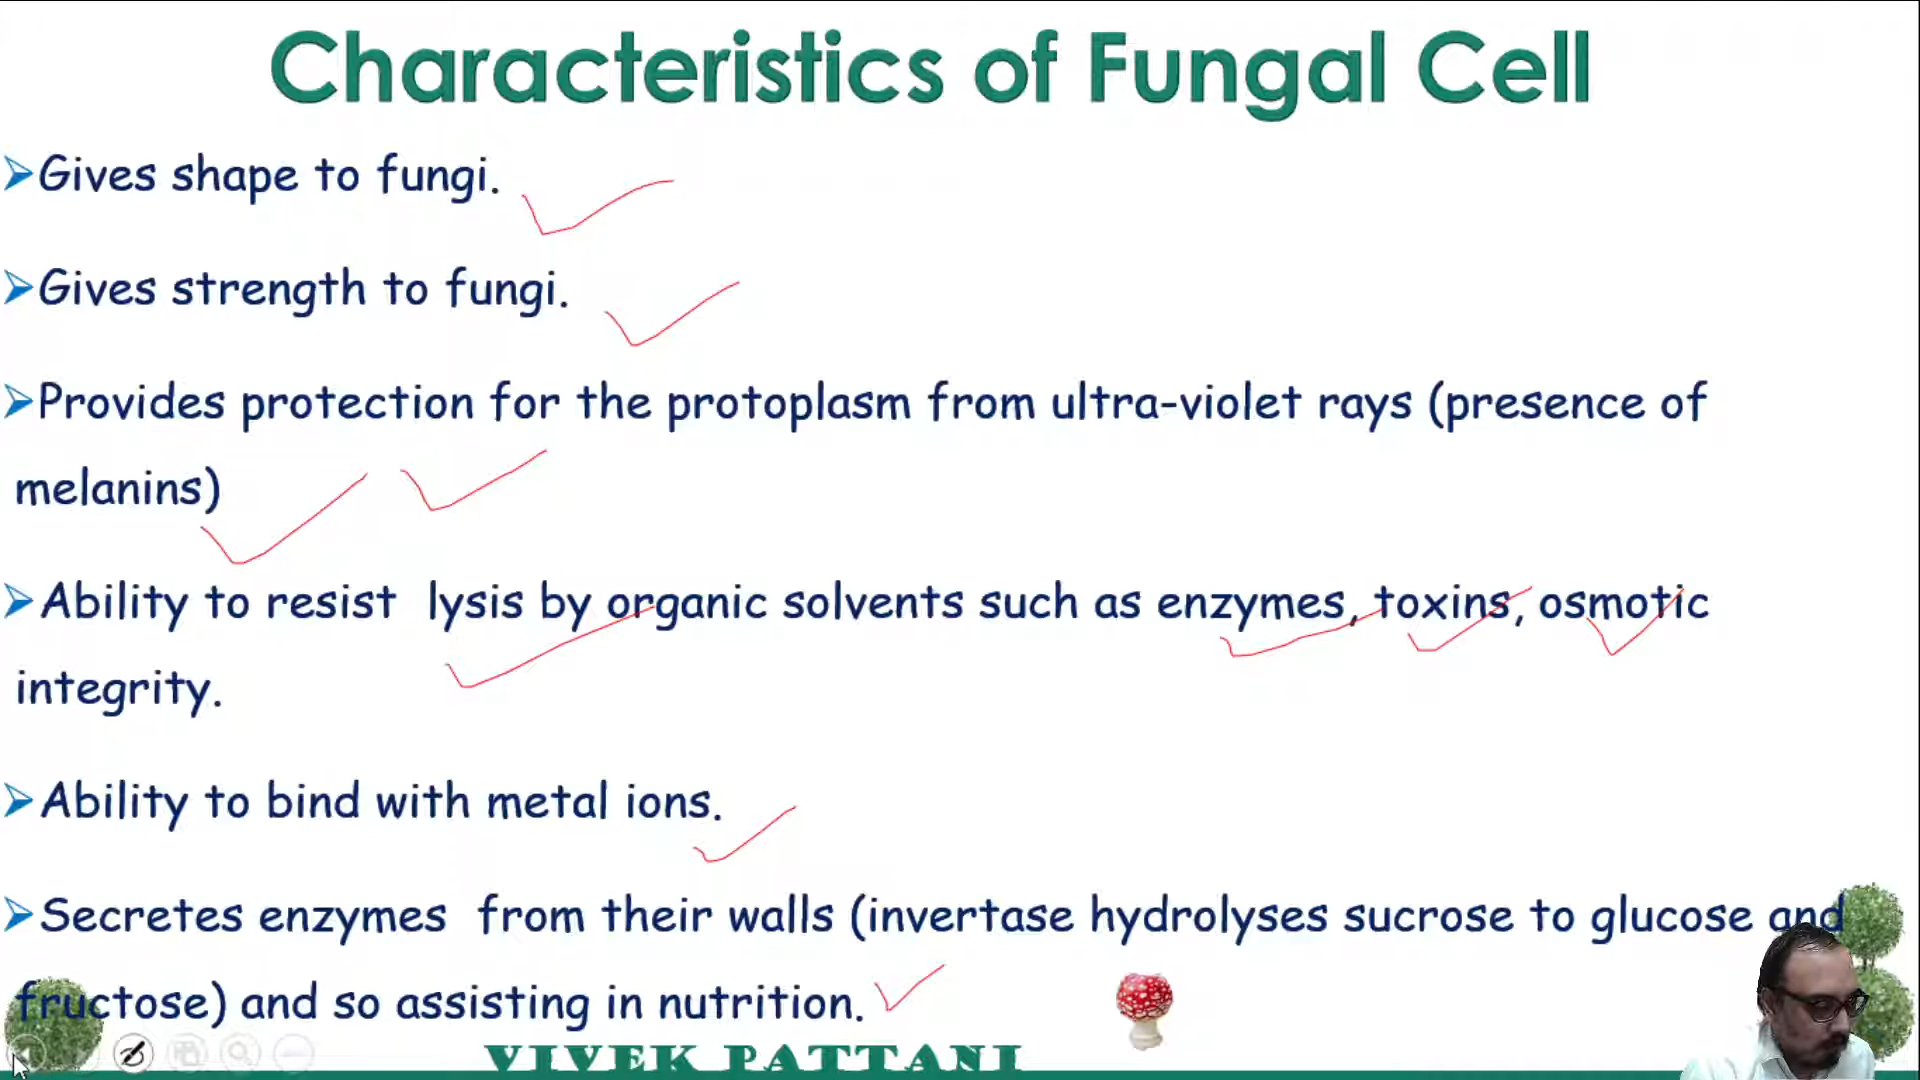 Characteristics of Fungal Cell
➢Gives shape to fungi.
➢Gives strength to fungi.
➢Provides protection for the protoplasm from ultra-violet rays (presence of
melanins)
➢Ability to resist lysis by organic solvents such as enzymes, toxins, osmotic
integrity.
➢Ability to bind with metal ions.
➢Secretes enzymes from their walls (invertase hydrolyses sucrose to glucose and
fructose) and so assisting in nutrition.
VIVEK PATTANI